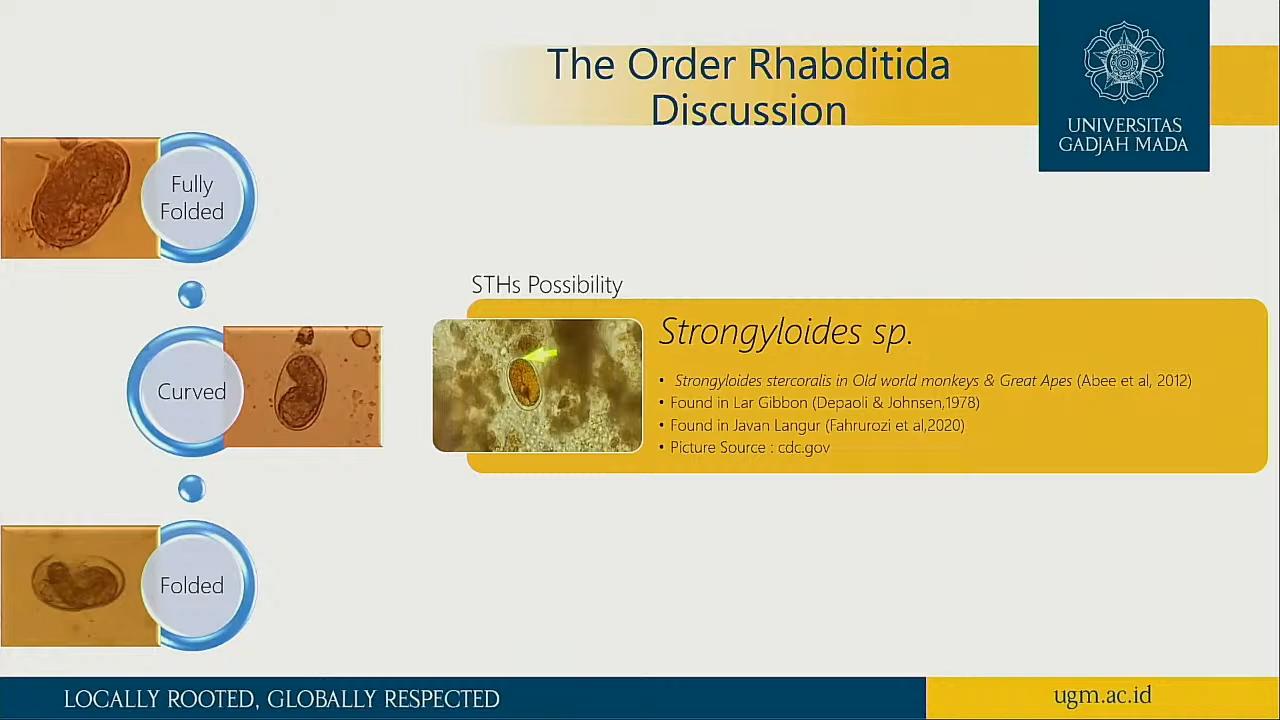 The Order Rhabditida
Discussion
UNIVERSITAS
GADJAH MADA
Fully
Folded
Curved
Folded
STHs Possibility
Strongyloides sp.
• Strongyloides stercoralis in Old world monkeys & Great Apes (Abee et al, 2012)
• Found in Lar Gibbon (Depaoli & Johnsen,1978)
• Found in Javan Langur (Fahrurozi et al,2020)
• Picture Source : cdc.gov
LOCALLY ROOTED, GLOBALLY RESPECTED
ugm.ac.id